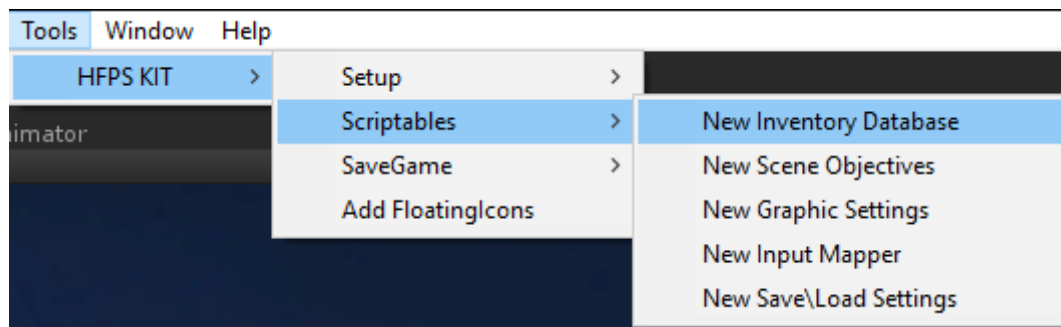 Tools Window Help
HFPS KIT >
Setup >
Scriptables >
SaveGame >
Add FloatingIcons
New Inventory Database
New Scene Objectives
New Graphic Settings
New Input Mapper
New Save\Load Settings
imator